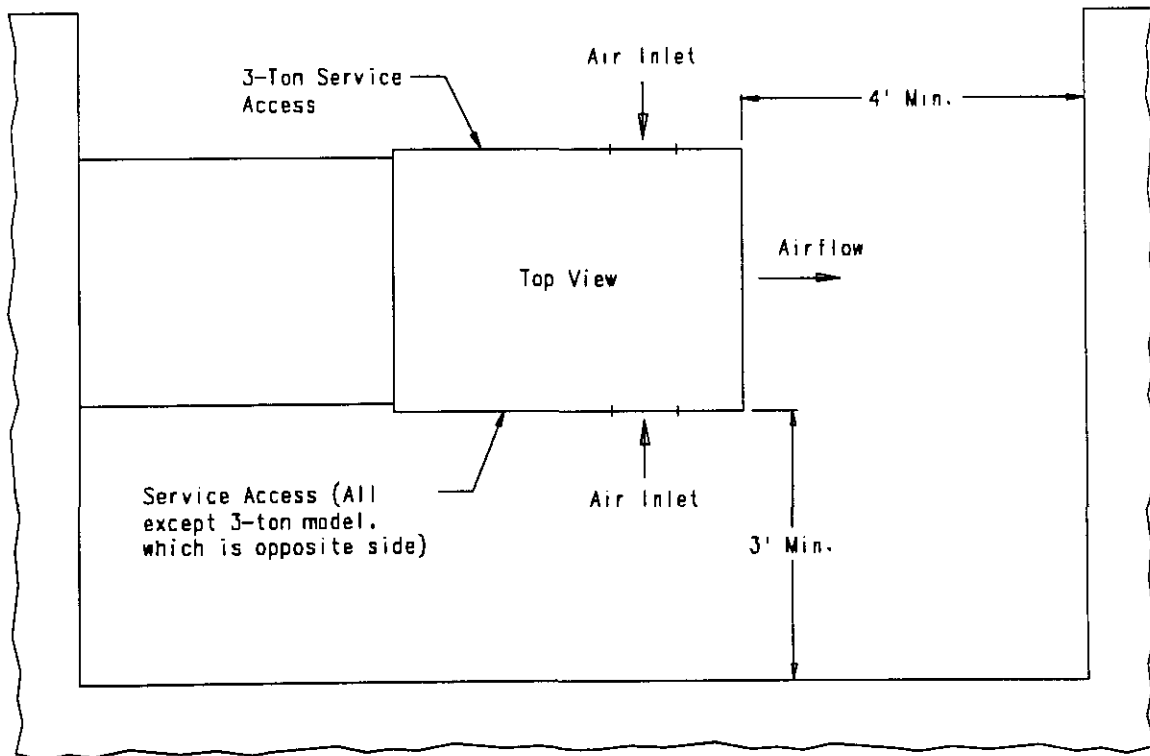 Air Inlet
3-Ton Service
Access
4' Min.
Airflow
Top View
Service Access (All
except 3-ton model.
which is opposite side)
Air Inlet
3' Min.